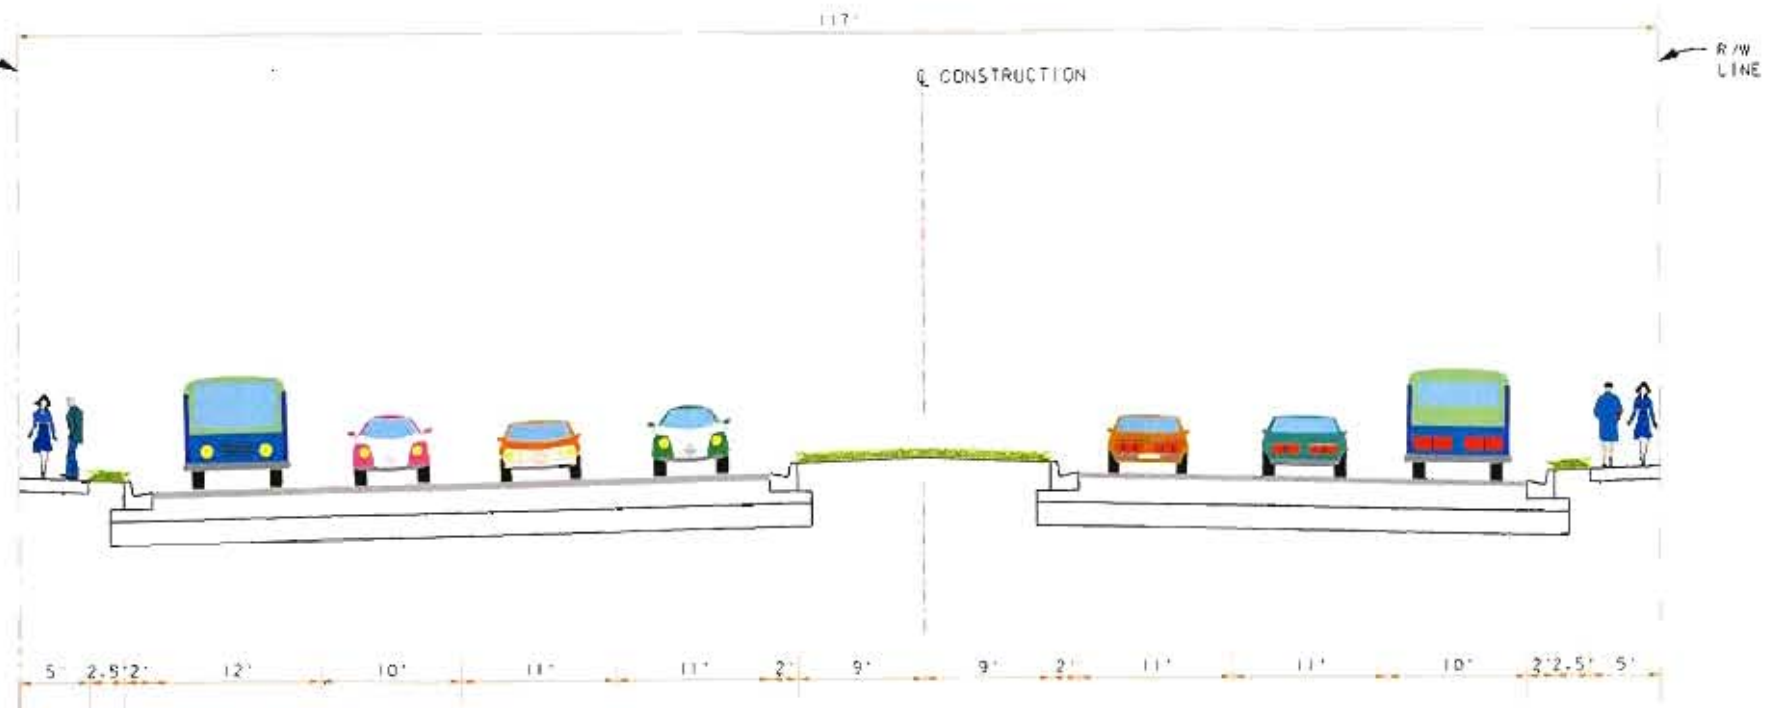 117'
℄ CONSTRUCTION
R/W
LINE
5' 2.5' 2' 12' 10' 11' 11' 2' 9' 9' 2' 11' 11' 10' 2' 2.5' 5'